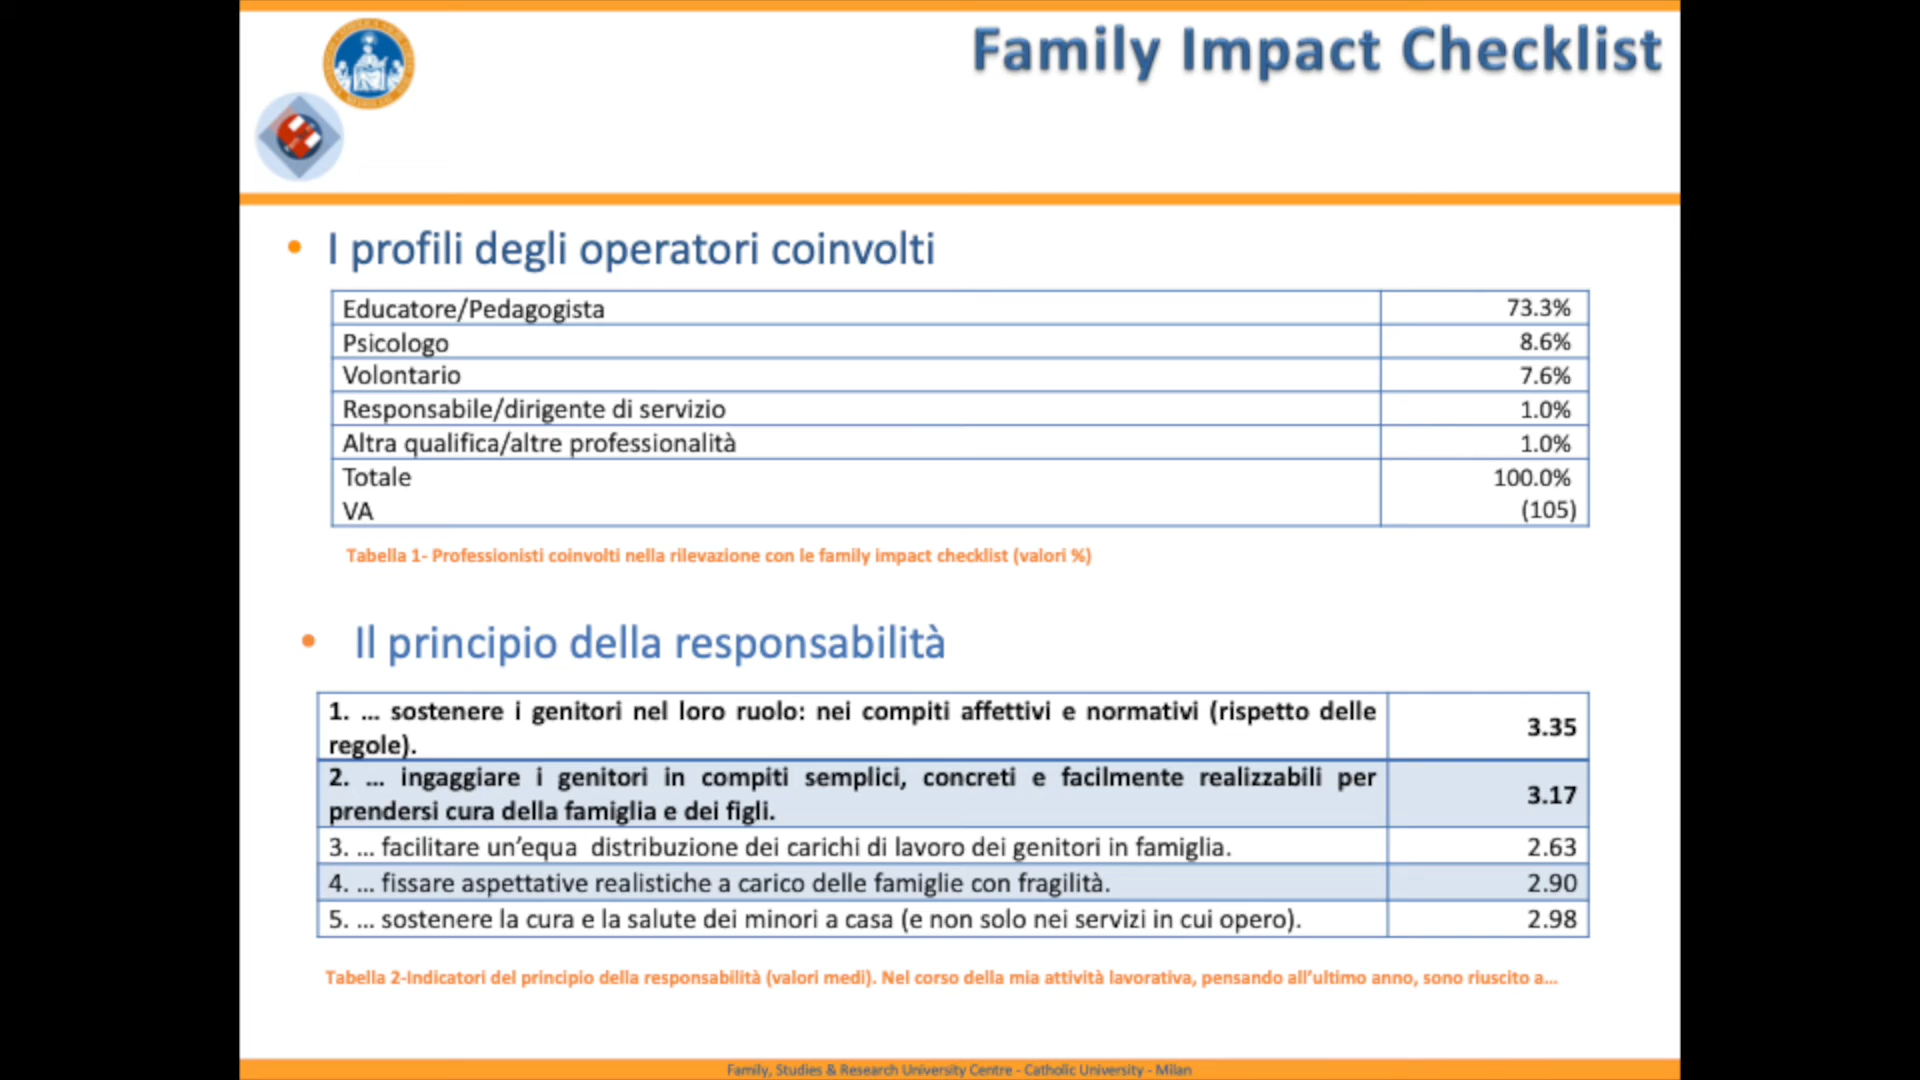 Family Impact Checklist
• I profili degli operatori coinvolti
Educatore/Pedagogista 73.3%
Psicologo 8.6%
Volontario 7.6%
Responsabile/dirigente di servizio 1.0%
Altra qualifica/altre professionalità 1.0%
Totale 100.0%
VA (105)
Tabella 1- Professionisti coinvolti nella rilevazione con le family impact checklist (valori %)
• Il principio della responsabilità
1. ... sostenere i genitori nel loro ruolo: nei compiti affettivi e normativi (rispetto delle
regole). 3.35
2. ... ingaggiare i genitori in compiti semplici, concreti e facilmente realizzabili per
prendersi cura della famiglia e dei figli. 3.17
3. ... facilitare un’equa distribuzione dei carichi di lavoro dei genitori in famiglia. 2.63
4. ... fissare aspettative realistiche a carico delle famiglie con fragilità. 2.90
5. ... sostenere la cura e la salute dei minori a casa (e non solo nei servizi in cui opero). 2.98
Tabella 2-Indicatori del principio della responsabilità (valori medi). Nel corso della mia attività lavorativa, pensando all’ultimo anno, sono riuscito a...
Family, Studies & Research University Centre - Catholic University - Milan